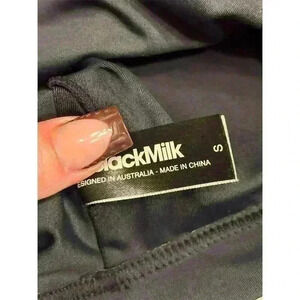 lackMilk
ESIGNED IN AUSTRALIA - MADE IN CHINA
S